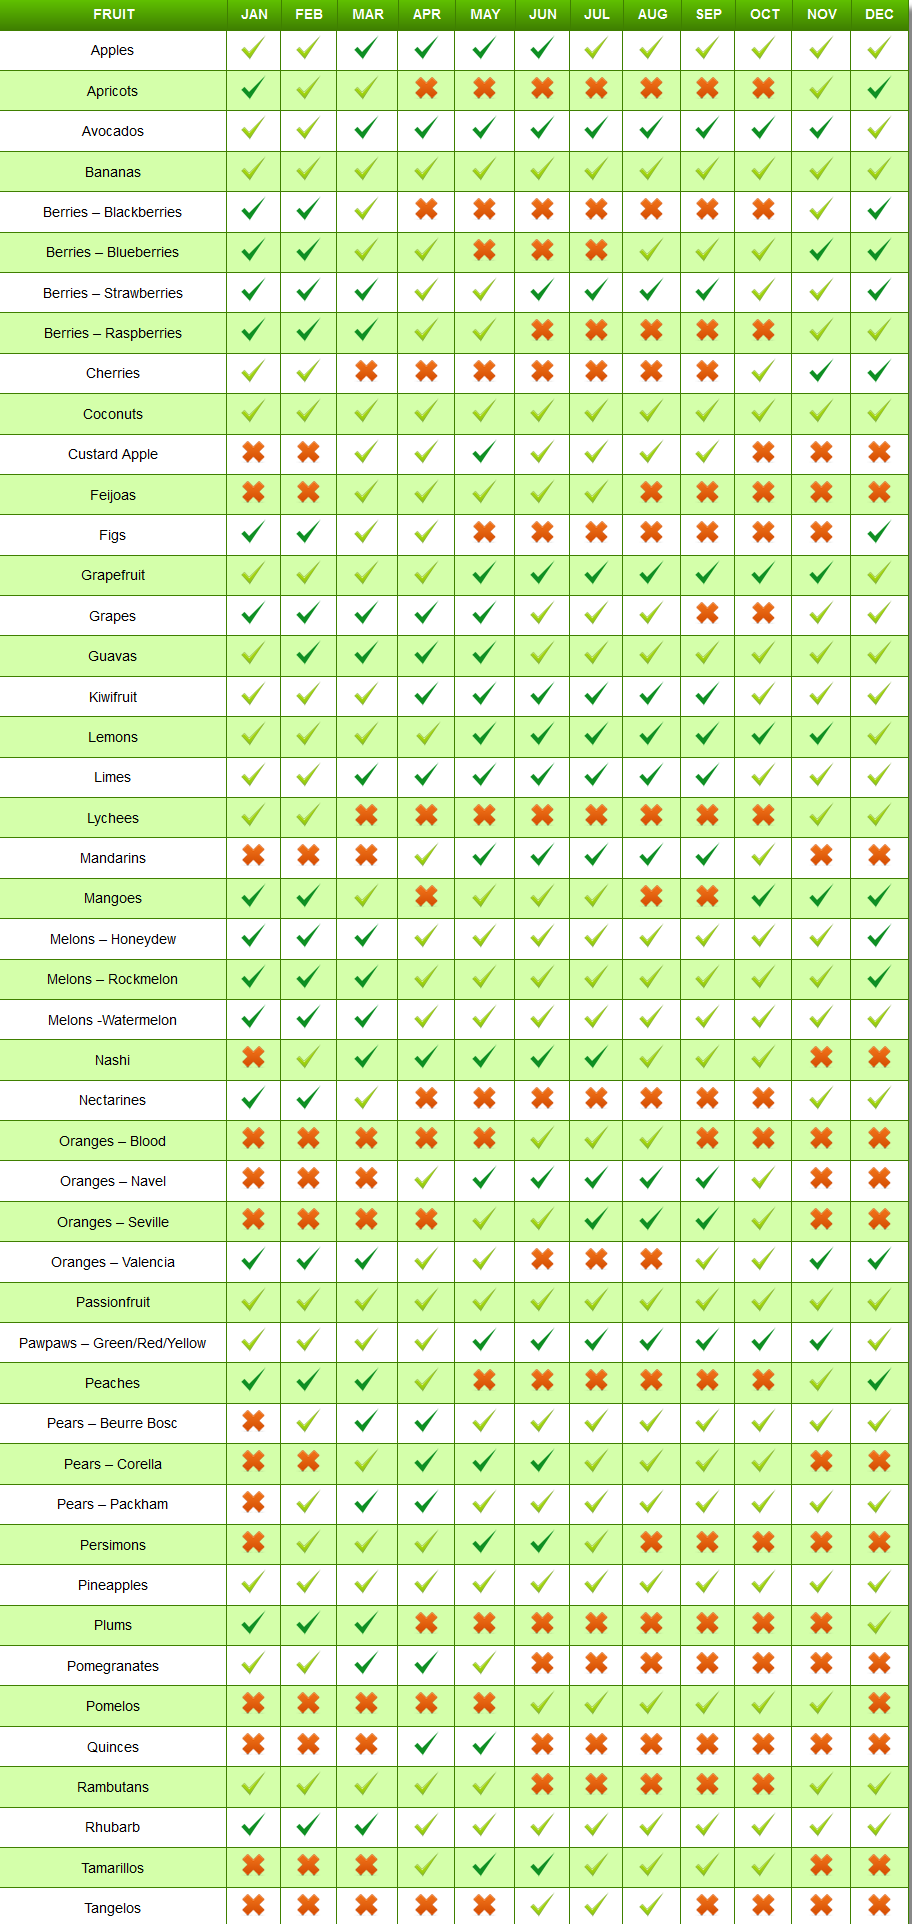 FRUIT JAN FEB MAR APR MAY JUN JUL AUG SEP OCT NOV DEC
Apples
Apricots
Avocados
Bananas
Berries – Blackberries
Berries – Blueberries
Berries – Strawberries
Berries – Raspberries
Cherries
Coconuts
Custard Apple
Feijoas
Figs
Grapefruit
Grapes
Guavas
Kiwifruit
Lemons
Limes
Lychees
Mandarins
Mangoes
Melons – Honeydew
Melons – Rockmelon
Melons -Watermelon
Nashi
Nectarines
Oranges – Blood
Oranges – Navel
Oranges – Seville
Oranges – Valencia
Passionfruit
Pawpaws – Green/Red/Yellow
Peaches
Pears – Beurre Bosc
Pears – Corella
Pears – Packham
Persimons
Pineapples
Plums
Pomegranates
Pomelos
Quinces
Rambutans
Rhubarb
Tamarillos
Tangelos